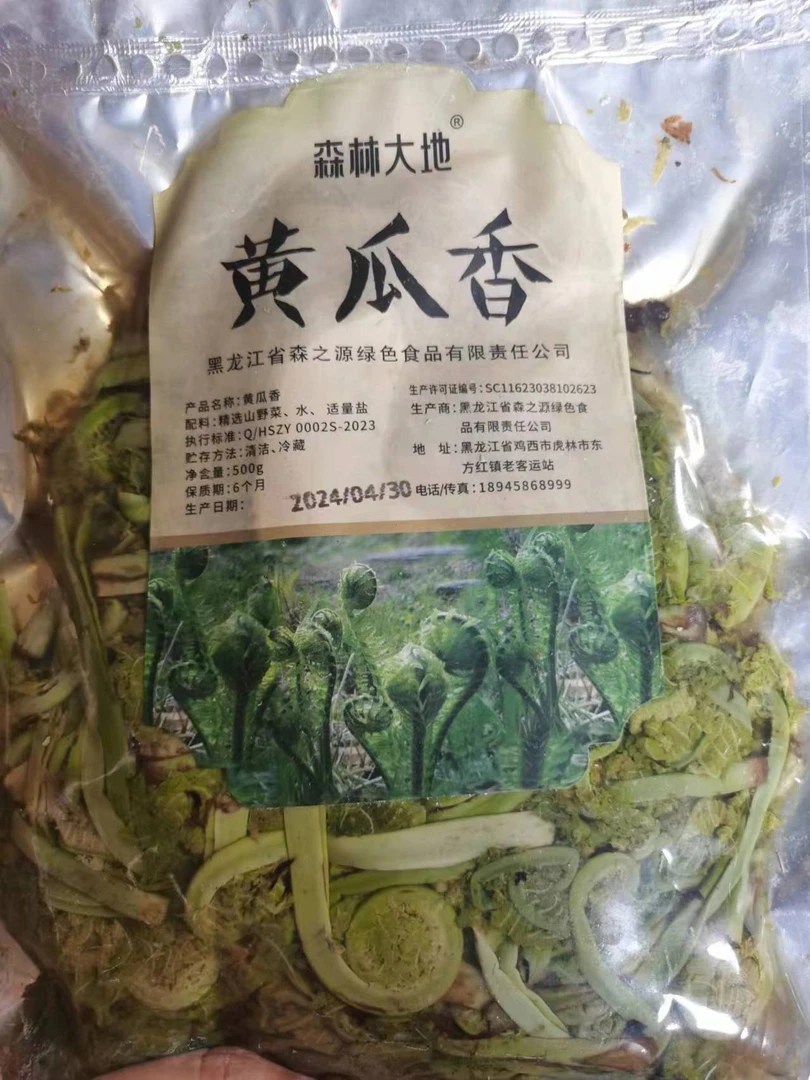 森林大地®
黄瓜香
黑龙江省森之源绿色食品有限责任公司
产品名称:黄瓜香
配料:精选山野菜、水、适量盐
执行标准:Q/HSZY 0002S-2023
贮存方法:清洁、冷藏
净含量:500g
保质期:6个月
生产日期: 2024/04/30
生产许可证编号:SC11623038102623
生产商:黑龙江省森之源绿色食
品有限责任公司
地 址:黑龙江省鸡西市虎林市东
方红镇老客运站
电话/传真:18945868999